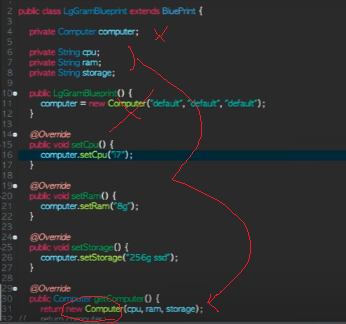 2 public class LgGramBlueprint extends BluePrint {
3
4 private Computer computer;
5
6 private String cpu;
7 private String ram;
8 private String storage;
9
10 public LgGramBlueprint() {
11 computer = new Computer("default", "default", "default");
12 }
13
14 @Override
15 public void setCpu() {
16 computer.setCpu("i7");
17 }
18
19 @Override
20 public void setRam() {
21 computer.setRam("8g");
22 }
23
24 @Override
25 public void setStorage() {
26 computer.setStorage("256g ssd");
27 }
28
29 @Override
30 public Computer getComputer() {
31 return new Computer(cpu, ram, storage);
32 //